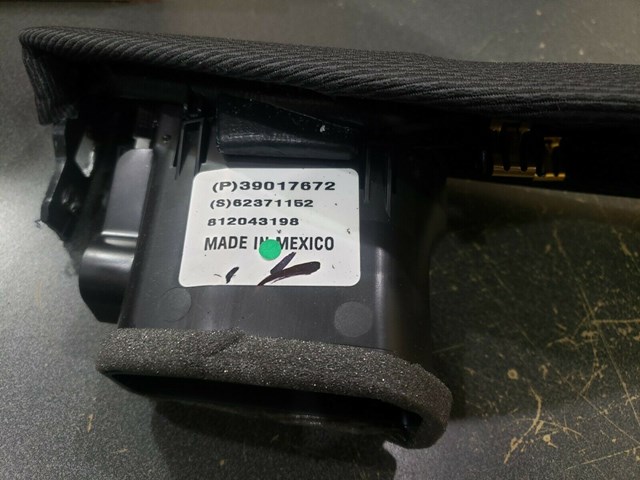 (P)39017672
(S)62371152
812043198
MADE IN MEXICO